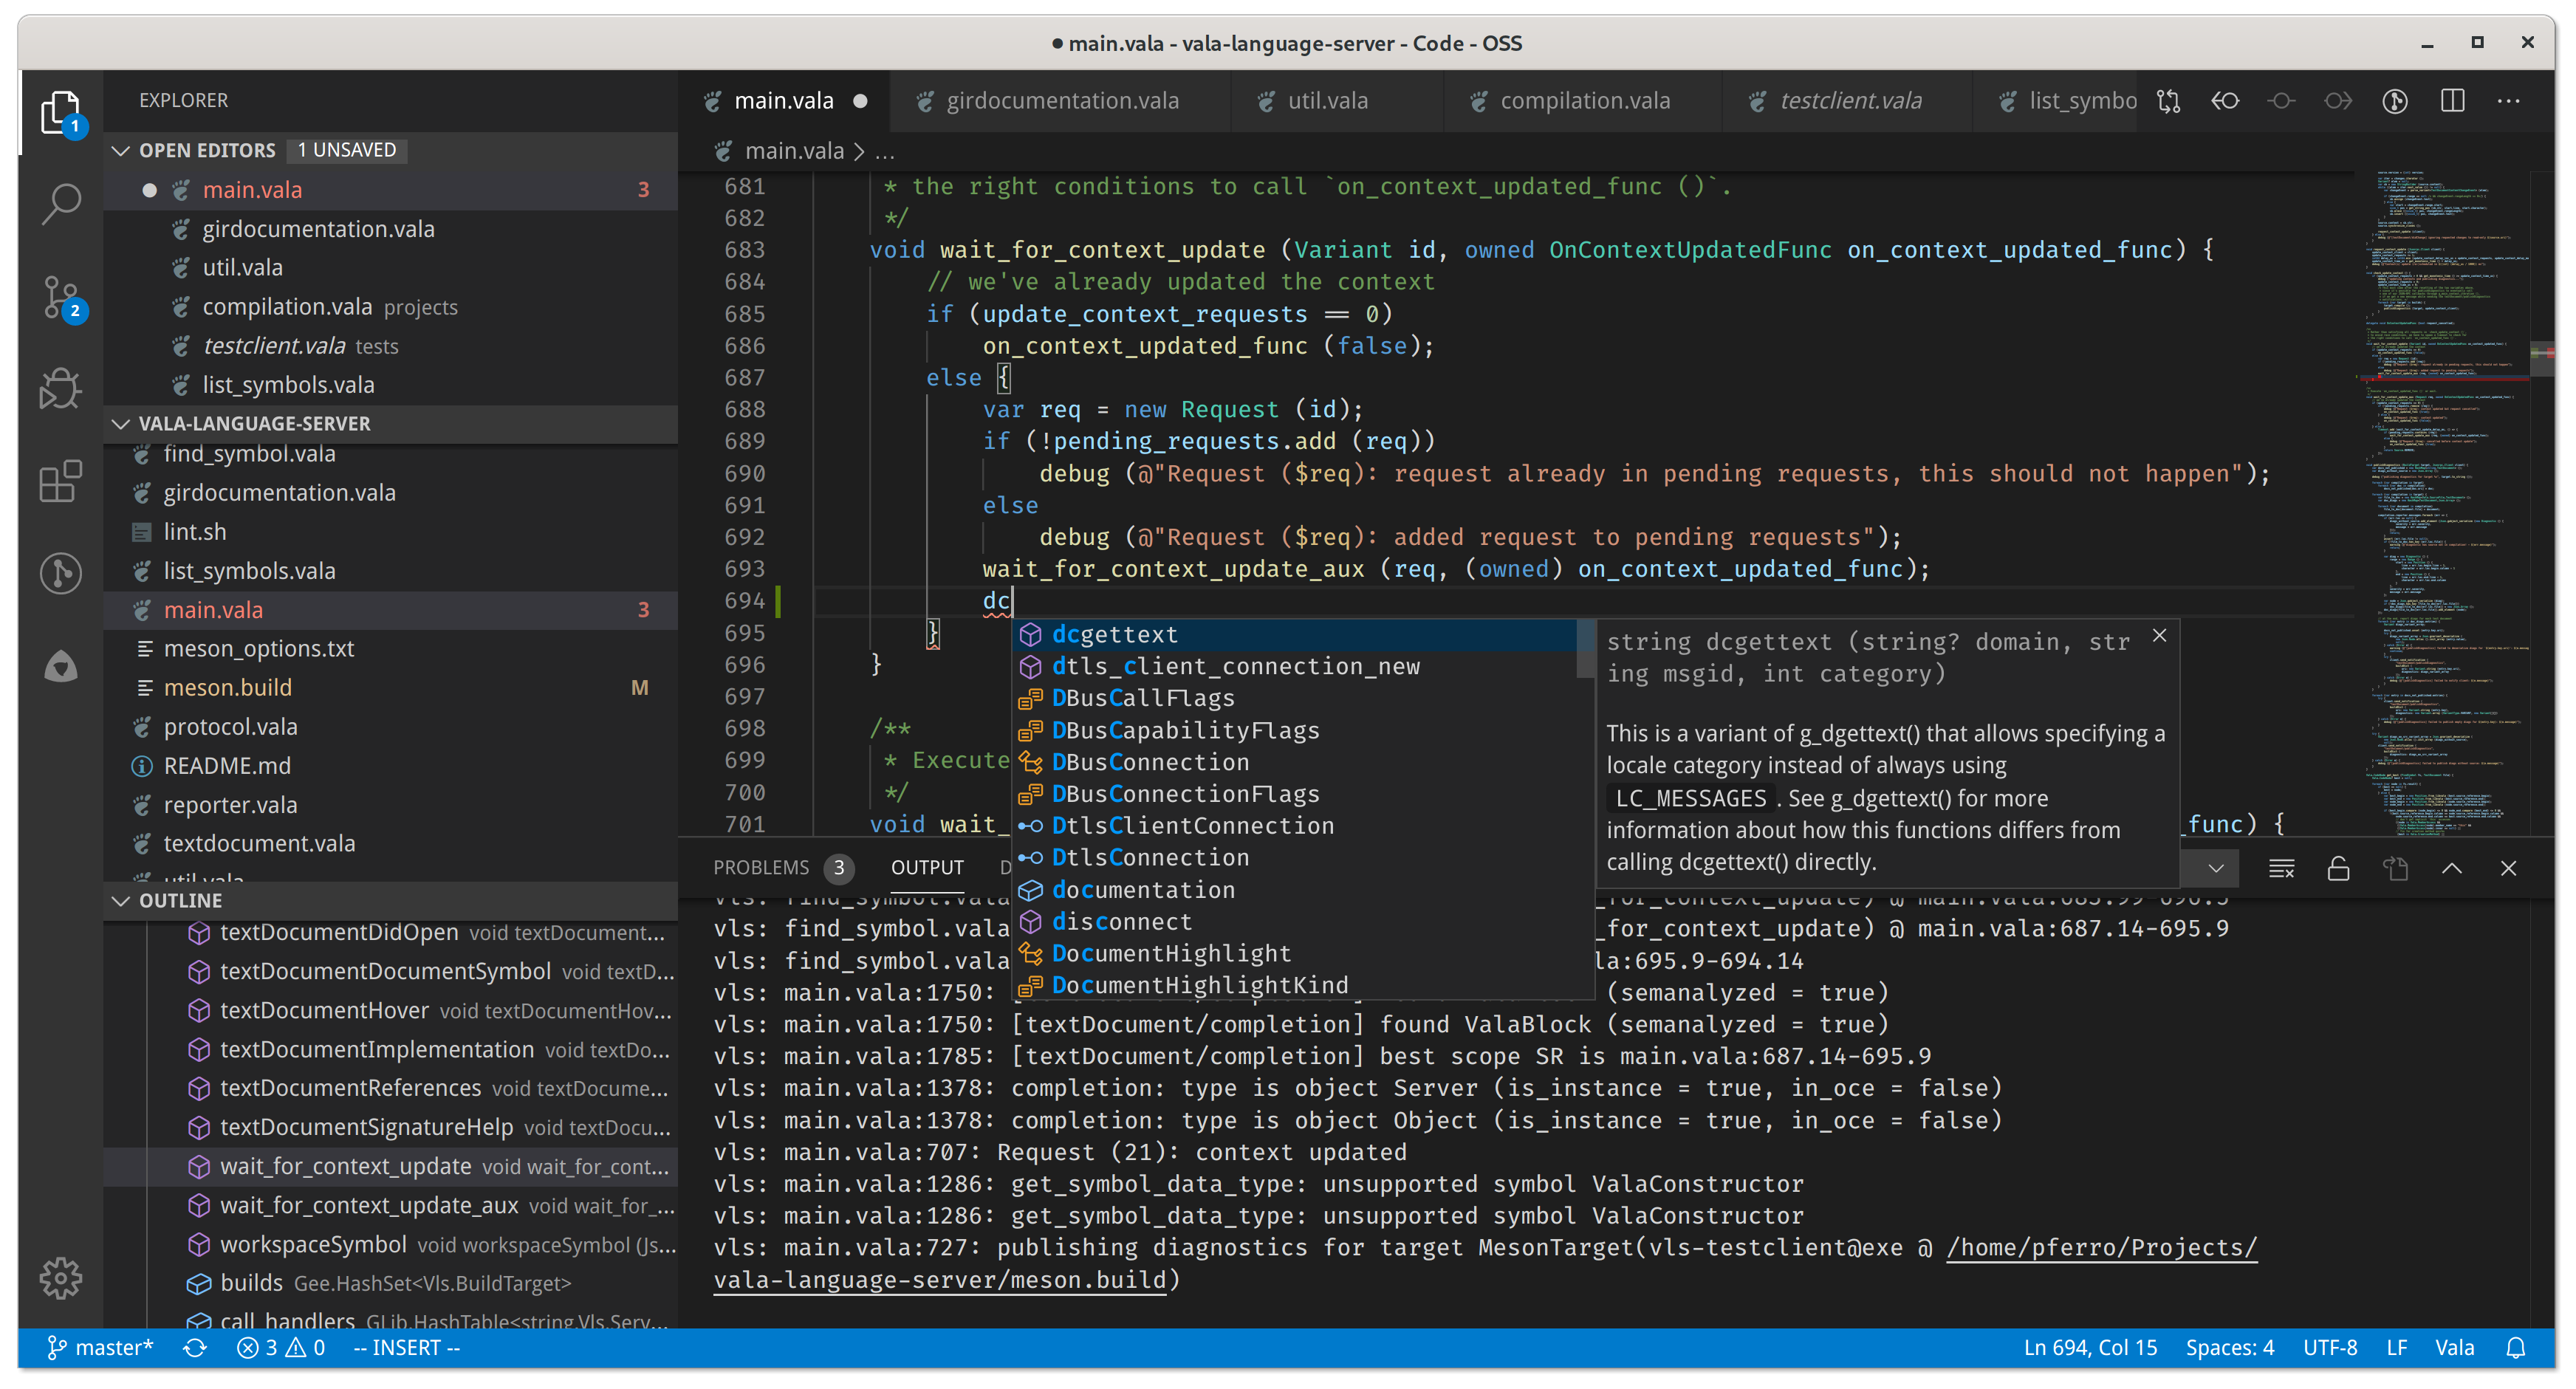 ● main.vala - vala-language-server - Code - OSS
EXPLORER
OPEN EDITORS 1 UNSAVED
main.vala 3
girdocumentation.vala
util.vala
compilation.vala projects
testclient.vala tests
list_symbols.vala
VALA-LANGUAGE-SERVER
find_symbol.vala
girdocumentation.vala
lint.sh
list_symbols.vala
main.vala 3
meson_options.txt
meson.build M
protocol.vala
README.md
reporter.vala
textdocument.vala
util.vala
OUTLINE
textDocumentDidOpen void textDocument...
textDocumentDocumentSymbol void textD...
textDocumentHover void textDocumentHov...
textDocumentImplementation void textDo...
textDocumentReferences void textDocume...
textDocumentSignatureHelp void textDocu...
wait_for_context_update void wait_for_cont...
wait_for_context_update_aux void wait_for_...
workspaceSymbol void workspaceSymbol (Js...
builds Gee.HashSet<Vls.BuildTarget>
call_handlers GLib.HashTable<string,Vls.Serv...
1
2
main.vala girdocumentation.vala util.vala compilation.vala testclient.vala list_symbo
main.vala > ...
681 * the right conditions to call `on_context_updated_func ()`.
682 */
683 void wait_for_context_update (Variant id, owned OnContextUpdatedFunc on_context_updated_func) {
684 // we've already updated the context
685 if (update_context_requests == 0)
686 on_context_updated_func (false);
687 else {
688 var req = new Request (id);
689 if (!pending_requests.add (req))
690 debug (@"Request ($req): request already in pending requests, this should not happen");
691 else
692 debug (@"Request ($req): added request to pending requests");
693 wait_for_context_update_aux (req, (owned) on_context_updated_func);
694 dc
695 }
696 }
697
698 /**
699 * Execute
700 */
701 void wait_ _func) {
dcgettext
dtls_client_connection_new
DBusCallFlags
DBusCapabilityFlags
DBusConnection
DBusConnectionFlags
DtlsClientConnection
DtlsConnection
documentation
disconnect
DocumentHighlight
DocumentHighlightKind
string dcgettext (string? domain, str
ing msgid, int category)
This is a variant of g_dgettext() that allows specifying a
locale category instead of always using
LC_MESSAGES . See g_dgettext() for more
information about how this functions differs from
calling dcgettext() directly.
PROBLEMS 3 OUTPUT D
vls: find_symbol.vala _for_context_update) @ main.vala:687.14-695.9
vls: find_symbol.vala la:695.9-694.14
vls: main.vala:1750: (semanalyzed = true)
vls: main.vala:1750: [textDocument/completion] found ValaBlock (semanalyzed = true)
vls: main.vala:1785: [textDocument/completion] best scope SR is main.vala:687.14-695.9
vls: main.vala:1378: completion: type is object Server (is_instance = true, in_oce = false)
vls: main.vala:1378: completion: type is object Object (is_instance = true, in_oce = false)
vls: main.vala:707: Request (21): context updated
vls: main.vala:1286: get_symbol_data_type: unsupported symbol ValaConstructor
vls: main.vala:1286: get_symbol_data_type: unsupported symbol ValaConstructor
vls: main.vala:727: publishing diagnostics for target MesonTarget(vls-testclient@exe @ /home/pferro/Projects/
vala-language-server/meson.build)
master* 3 0 -- INSERT -- Ln 694, Col 15 Spaces: 4 UTF-8 LF Vala